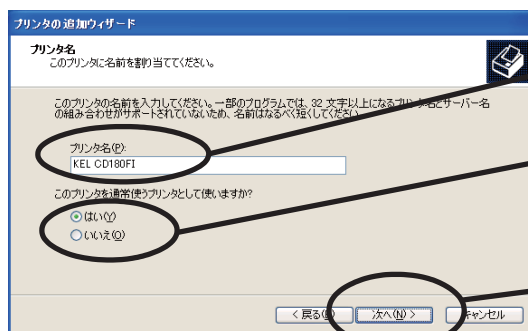 プリンタの追加ウィザード
プリンタ名
このプリンタに名前を割り当ててください。
このプリンタの名前を入力してください。一部のプログラムでは、32 文字以上になるプリンタ名とサーバー名
の組み合わせがサポートされていないため、名前はなるべく短くしてください。
プリンタ名(P):
KEL CD180FI
このプリンタを通常使うプリンタとして使いますか?
はい(Y)
いいえ(O)
< 戻る(B) 次へ(N) > キャンセル